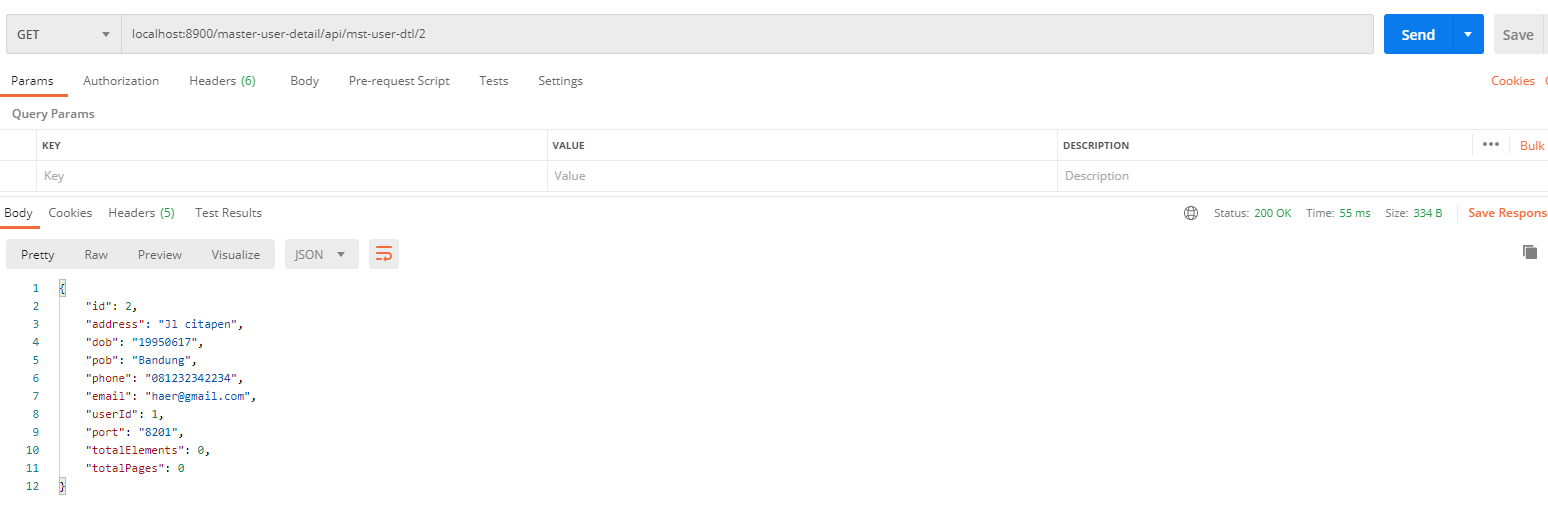 GET localhost:8900/master-user-detail/api/mst-user-dtl/2 Send Save
Params Authorization Headers (6) Body Pre-request Script Tests Settings Cookies
Query Params
KEY VALUE DESCRIPTION ••• Bulk
Key Value Description
Body Cookies Headers (5) Test Results Status: 200 OK Time: 55 ms Size: 334 B Save Respons
Pretty Raw Preview Visualize JSON
1 {
2 "id": 2,
3 "address": "Jl citapen",
4 "dob": "19950617",
5 "pob": "Bandung",
6 "phone": "081232342234",
7 "email": "haer@gmail.com",
8 "userId": 1,
9 "port": "8201",
10 "totalElements": 0,
11 "totalPages": 0
12 }